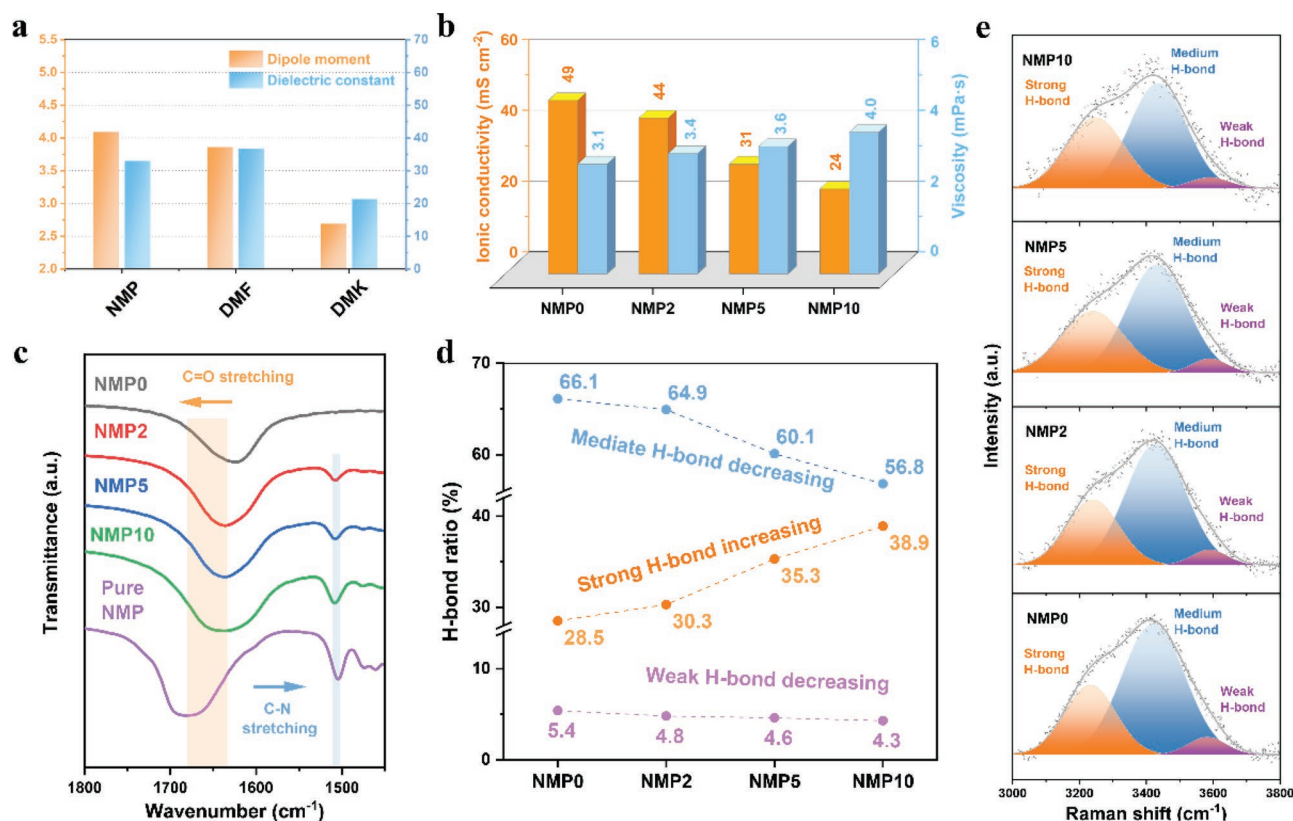 a
5.5
5.0
4.5
4.0
3.5
3.0
2.5
2.0
Dipole moment
Dielectric constant
70
60
50
40
30
20
10
0
NMP
DMF
DMK
b
Ionic conductivity (mS cm⁻²)
60
40
20
0
49
3.1
44
3.4
31
3.6
24
4.0
6
4
2
0
Viscosity (mPa·s)
NMP0
NMP2
NMP5
NMP10
c
Transmittance (a.u.)
NMP0
C=O stretching
NMP2
NMP5
NMP10
Pure
NMP
C-N
stretching
1800
1700
1600
1500
Wavenumber (cm⁻¹)
d
H-bond ratio (%)
70
60
40
30
10
0
66.1
64.9
60.1
56.8
Mediate H-bond decreasing
Strong H-bond increasing
28.5
30.3
35.3
38.9
Weak H-bond decreasing
5.4
4.8
4.6
4.3
NMP0
NMP2
NMP5
NMP10
e
Intensity (a.u.)
NMP10
Strong
H-bond
Medium
H-bond
Weak
H-bond
NMP5
Strong
H-bond
Medium
H-bond
Weak
H-bond
NMP2
Strong
H-bond
Medium
H-bond
Weak
H-bond
NMP0
Strong
H-bond
Medium
H-bond
Weak
H-bond
3000
3200
3400
3600
3800
Raman shift (cm⁻¹)